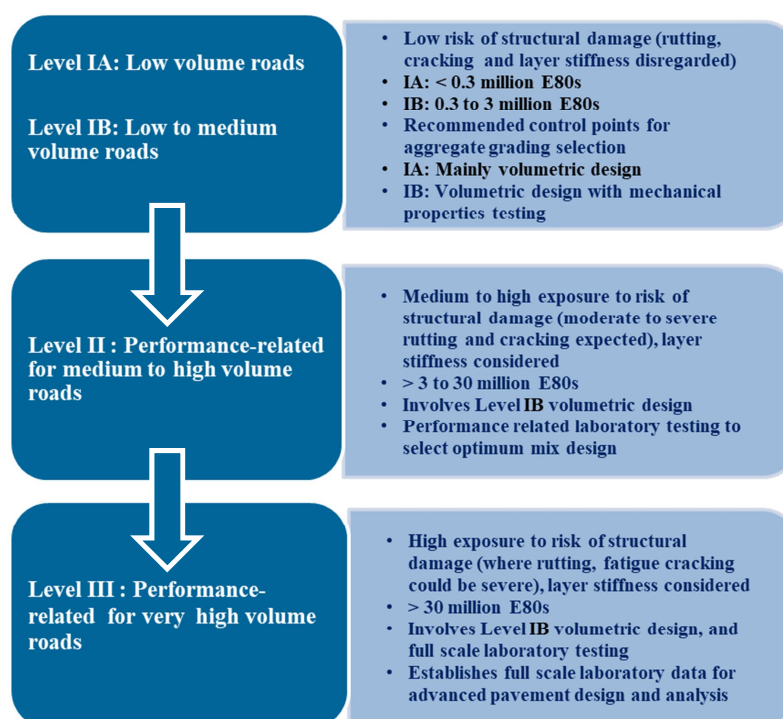 Level IA: Low volume roads
Level IB: Low to medium
volume roads
• Low risk of structural damage (rutting,
cracking and layer stiffness disregarded)
• IA: < 0.3 million E80s
• IB: 0.3 to 3 million E80s
• Recommended control points for
aggregate grading selection
• IA: Mainly volumetric design
• IB: Volumetric design with mechanical
properties testing
Level II : Performance-related
for medium to high volume
roads
• Medium to high exposure to risk of
structural damage (moderate to severe
rutting and cracking expected), layer
stiffness considered
• > 3 to 30 million E80s
• Involves Level IB volumetric design
• Performance related laboratory testing to
select optimum mix design
Level III : Performance-
related for very high volume
roads
• High exposure to risk of structural
damage (where rutting, fatigue cracking
could be severe), layer stiffness considered
• > 30 million E80s
• Involves Level IB volumetric design, and
full scale laboratory testing
• Establishes full scale laboratory data for
advanced pavement design and analysis